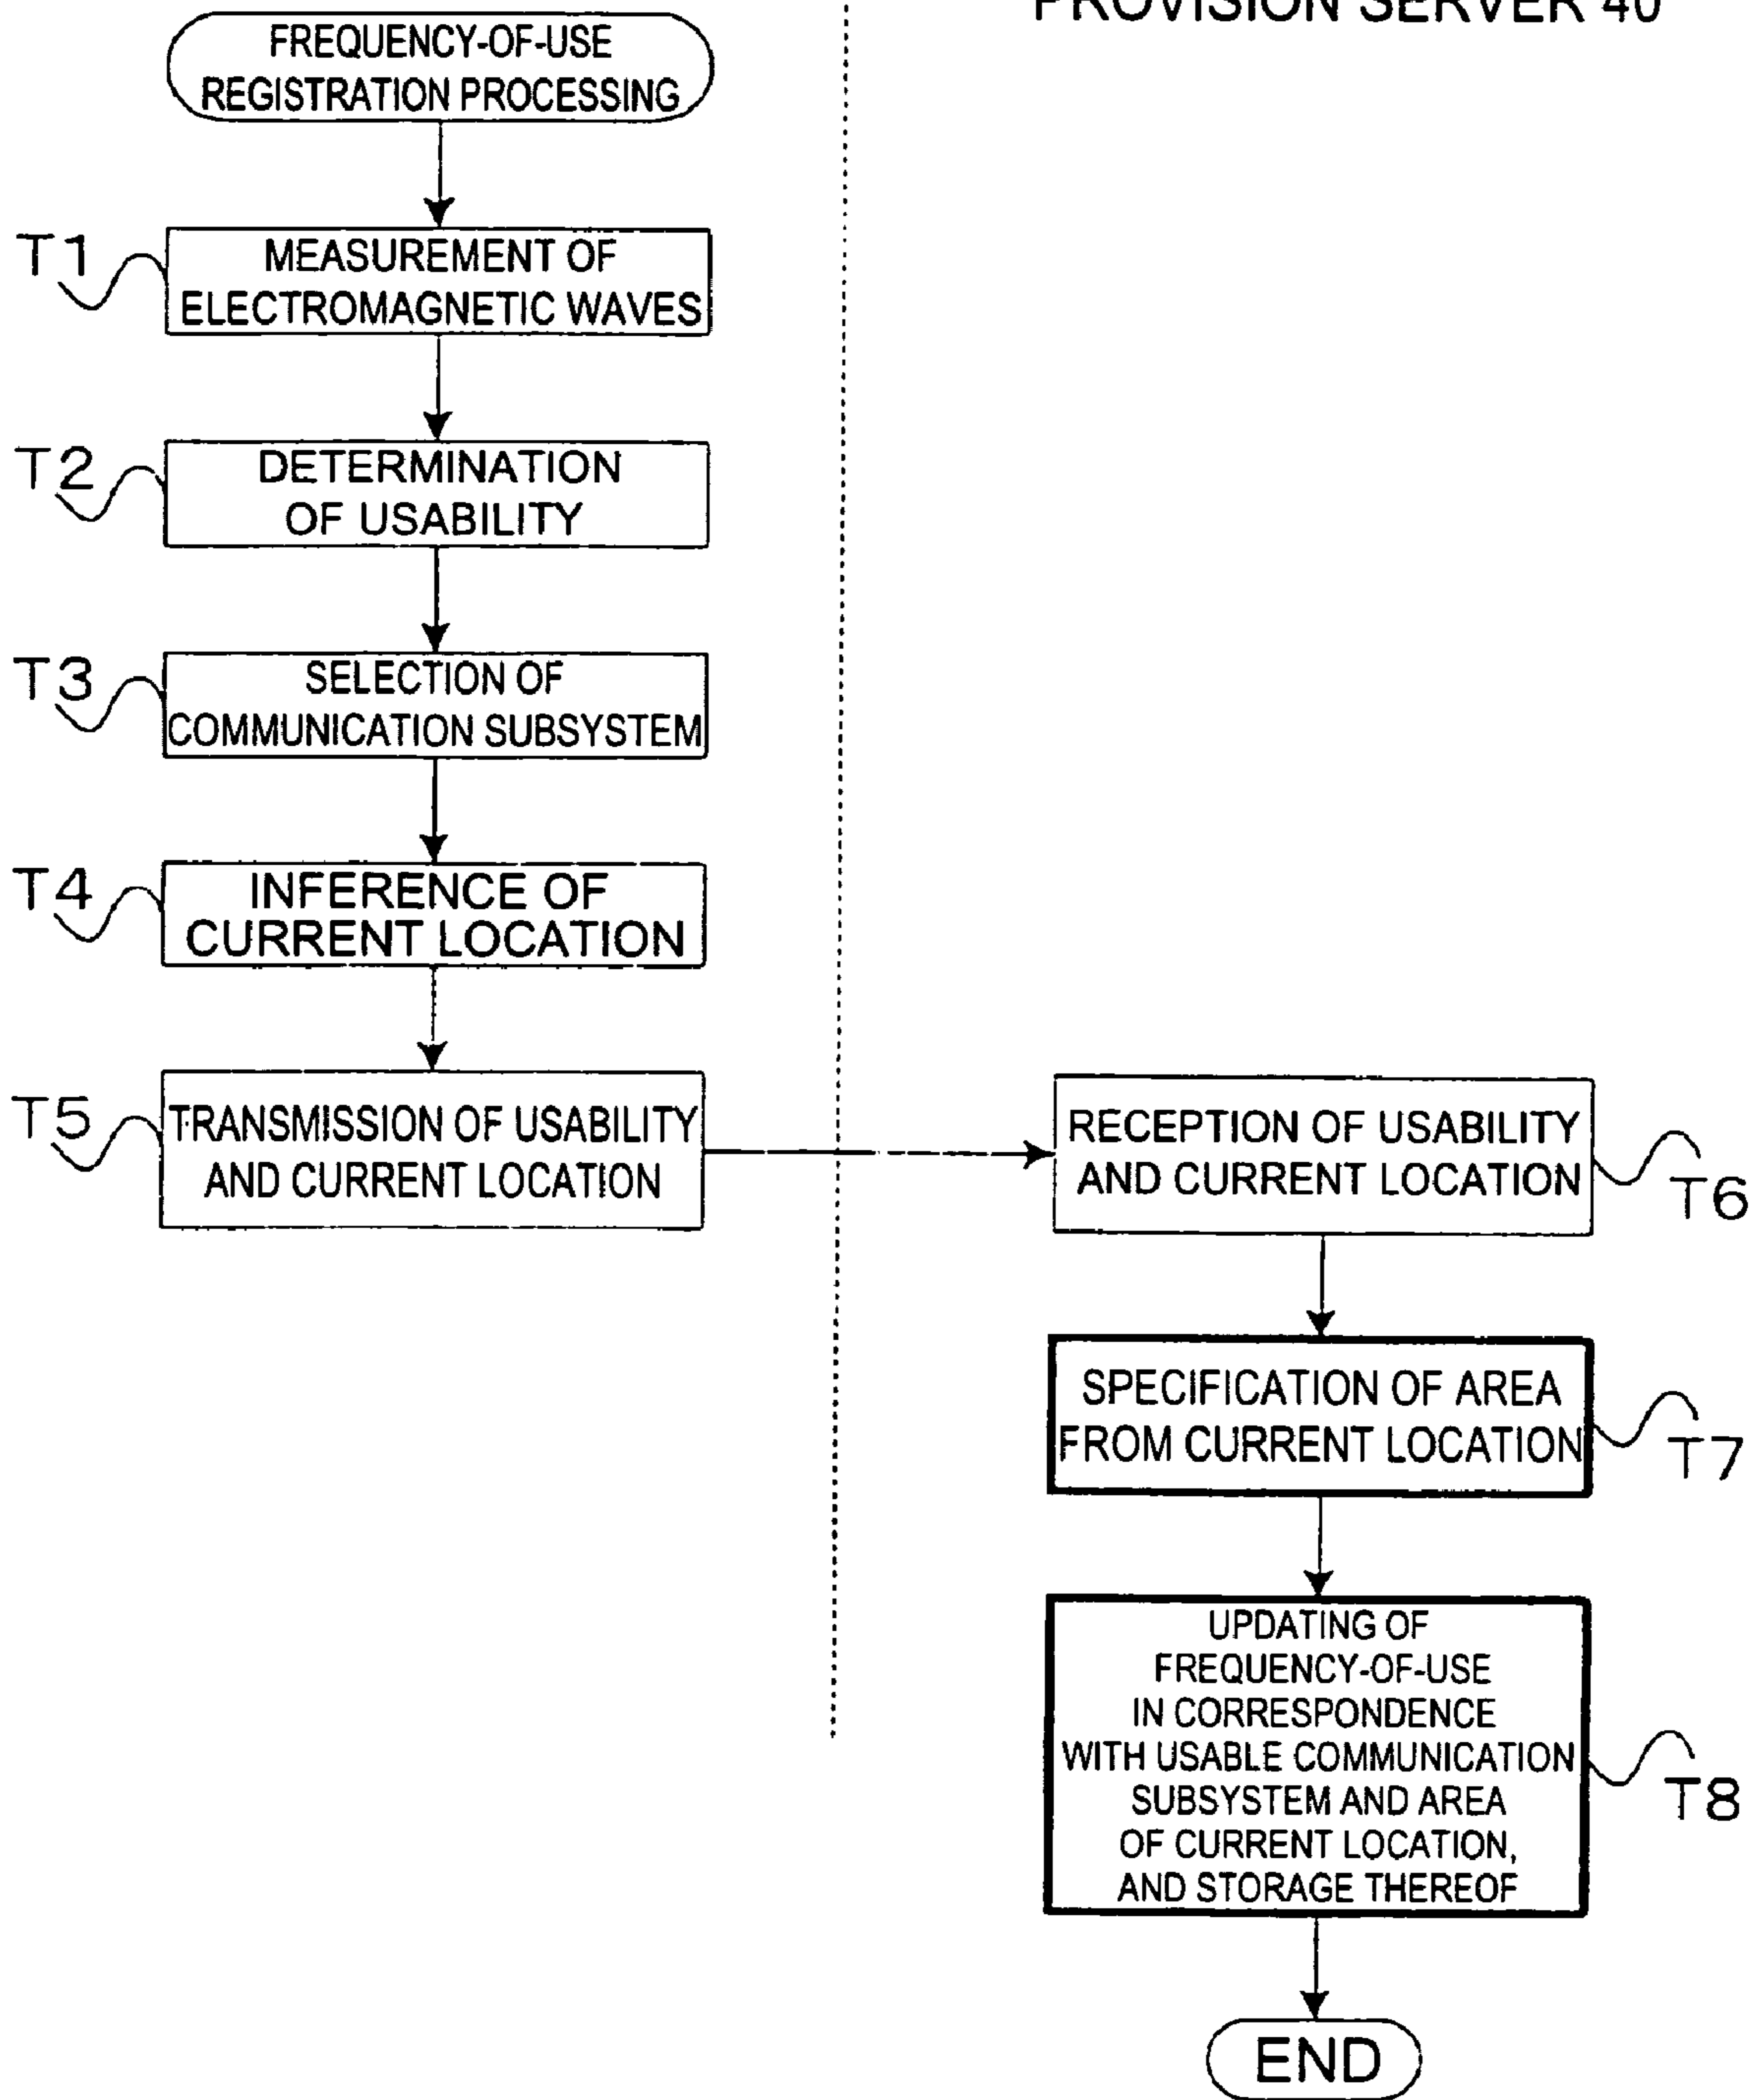 PROVISION SERVER 40
FREQUENCY-OF-USE
REGISTRATION PROCESSING
T1
MEASUREMENT OF
ELECTROMAGNETIC WAVES
T2
DETERMINATION
OF USABILITY
T3
SELECTION OF
COMMUNICATION SUBSYSTEM
T4
INFERENCE OF
CURRENT LOCATION
T5
TRANSMISSION OF USABILITY
AND CURRENT LOCATION
RECEPTION OF USABILITY
AND CURRENT LOCATION
T6
SPECIFICATION OF AREA
FROM CURRENT LOCATION
T7
UPDATING OF
FREQUENCY-OF-USE
IN CORRESPONDENCE
WITH USABLE COMMUNICATION
SUBSYSTEM AND AREA
OF CURRENT LOCATION,
AND STORAGE THEREOF
T8
END